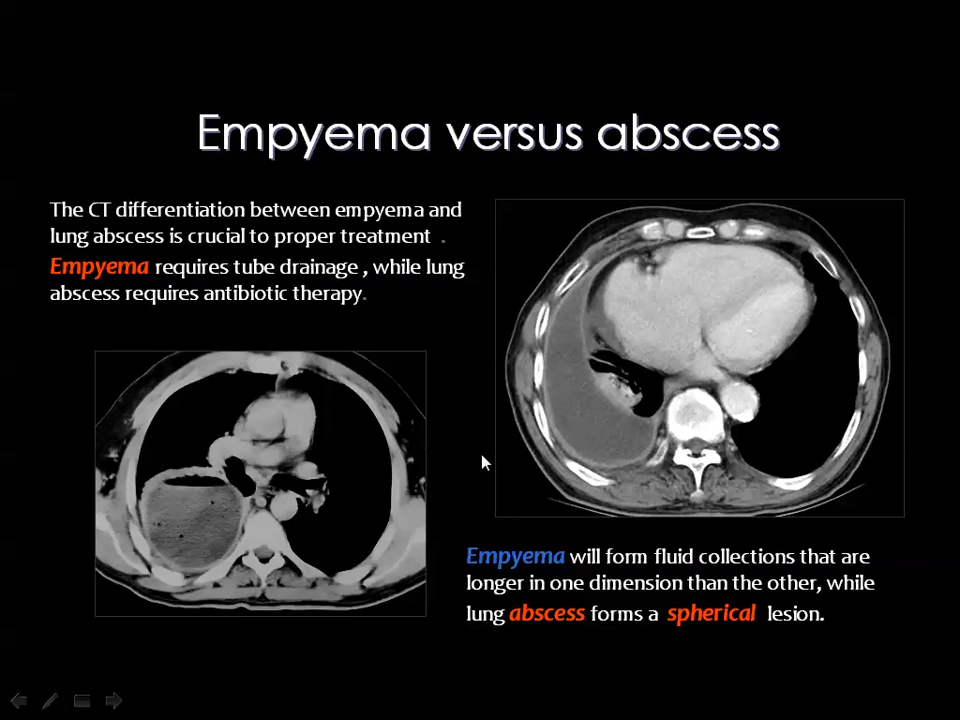 Empyema versus abscess
The CT differentiation between empyema and
lung abscess is crucial to proper treatment .
Empyema requires tube drainage , while lung
abscess requires antibiotic therapy.
Empyema will form fluid collections that are
longer in one dimension than the other, while
lung abscess forms a spherical lesion.